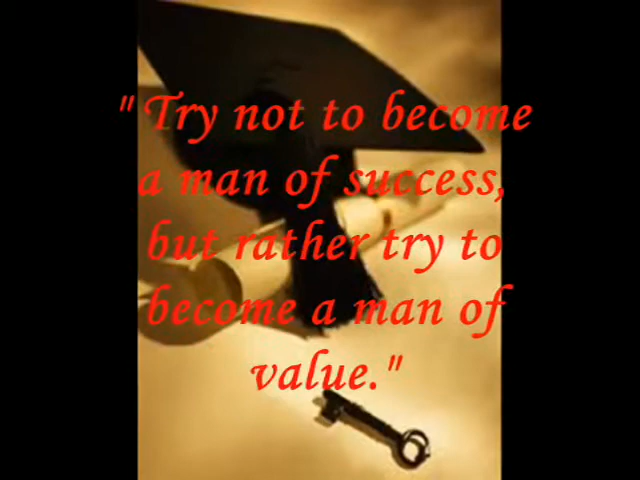 " Try not to become
a man of success,
but rather try to
become a man of
value."